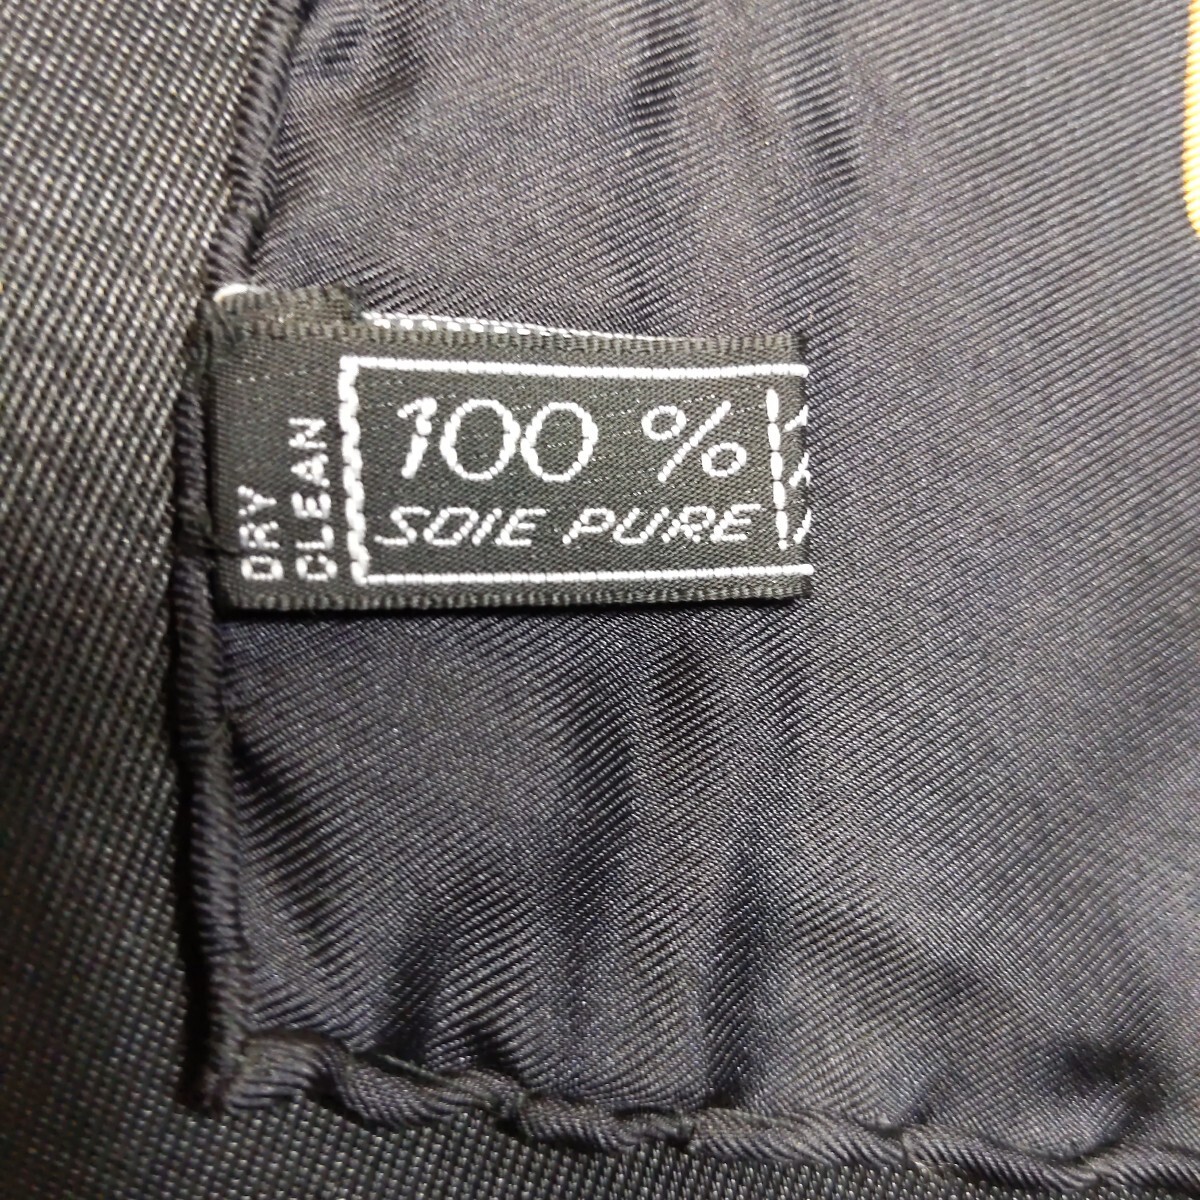 DRY
CLEAN
100 %
SOIE PURE